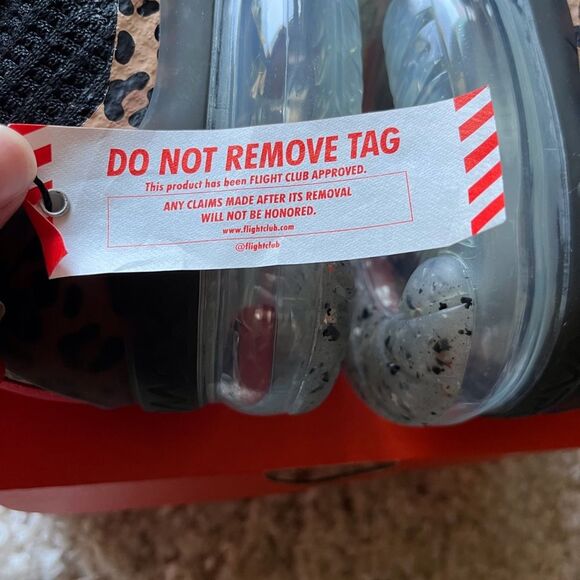 DO NOT REMOVE TAG
This product has been FLIGHT CLUB APPROVED.
ANY CLAIMS MADE AFTER ITS REMOVAL
WILL NOT BE HONORED.
www.flightclub.com
@flightclub